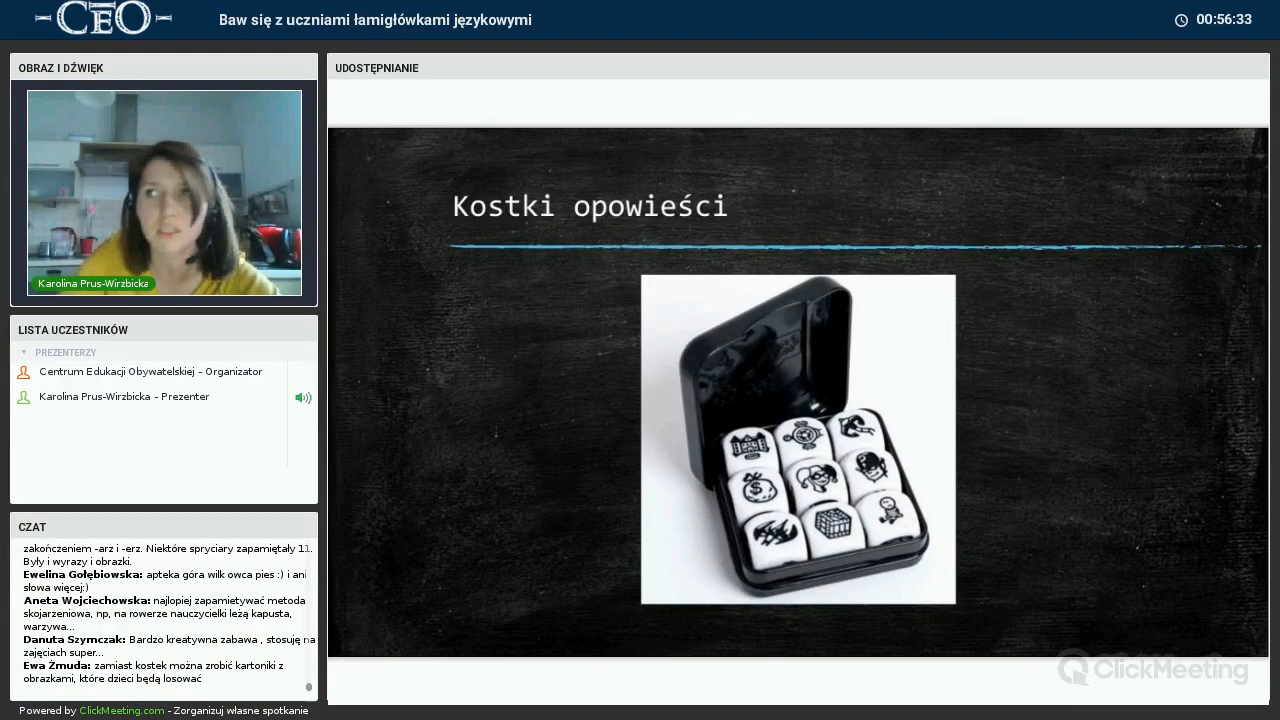 CEO
Baw się z uczniami łamigłówkami językowymi
00:56:33
OBRAZ I DŹWIĘK
Karolina Prus-Wirzbicka
LISTA UCZESTNIKÓW
PREZENTERZY
Centrum Edukacji Obywatelskiej - Organizator
Karolina Prus-Wirzbicka - Prezenter
CZAT
zakończeniem -arz i -erz. Niektóre spryciary zapamiętały 11.
Były i wyrazy i obrazki.
Ewelina Gołębiowska: apteka góra wilk owca pies :) i ani
słowa więcej:)
Aneta Wojciechowska: najlopiej zapamietywać metoda
skojarzeniowa, np, na rowerze nauczycielki leżą kapusta,
warzywa...
Danuta Szymczak: Bardzo kreatywna zabawa , stosuję na
zajęciach super...
Ewa Żmuda: zamiast kostek można zrobić kartoniki z
obrazkami, które dzieci będą losować
Powered by ClickMeeting.com - Zorganizuj własne spotkanie
UDOSTĘPNIANIE
Kostki opowieści
$
ClickMeeting